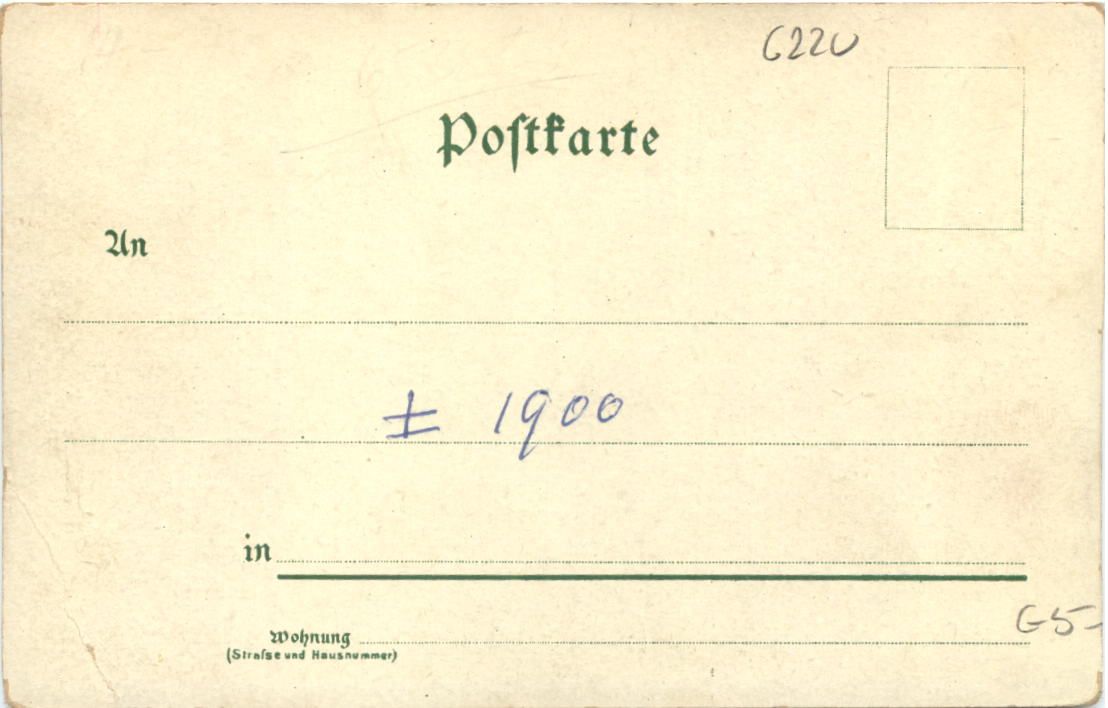 6220
Postkarte
An
± 1900
in
Wohnung
(Straſse und Hausnummer)
G5-